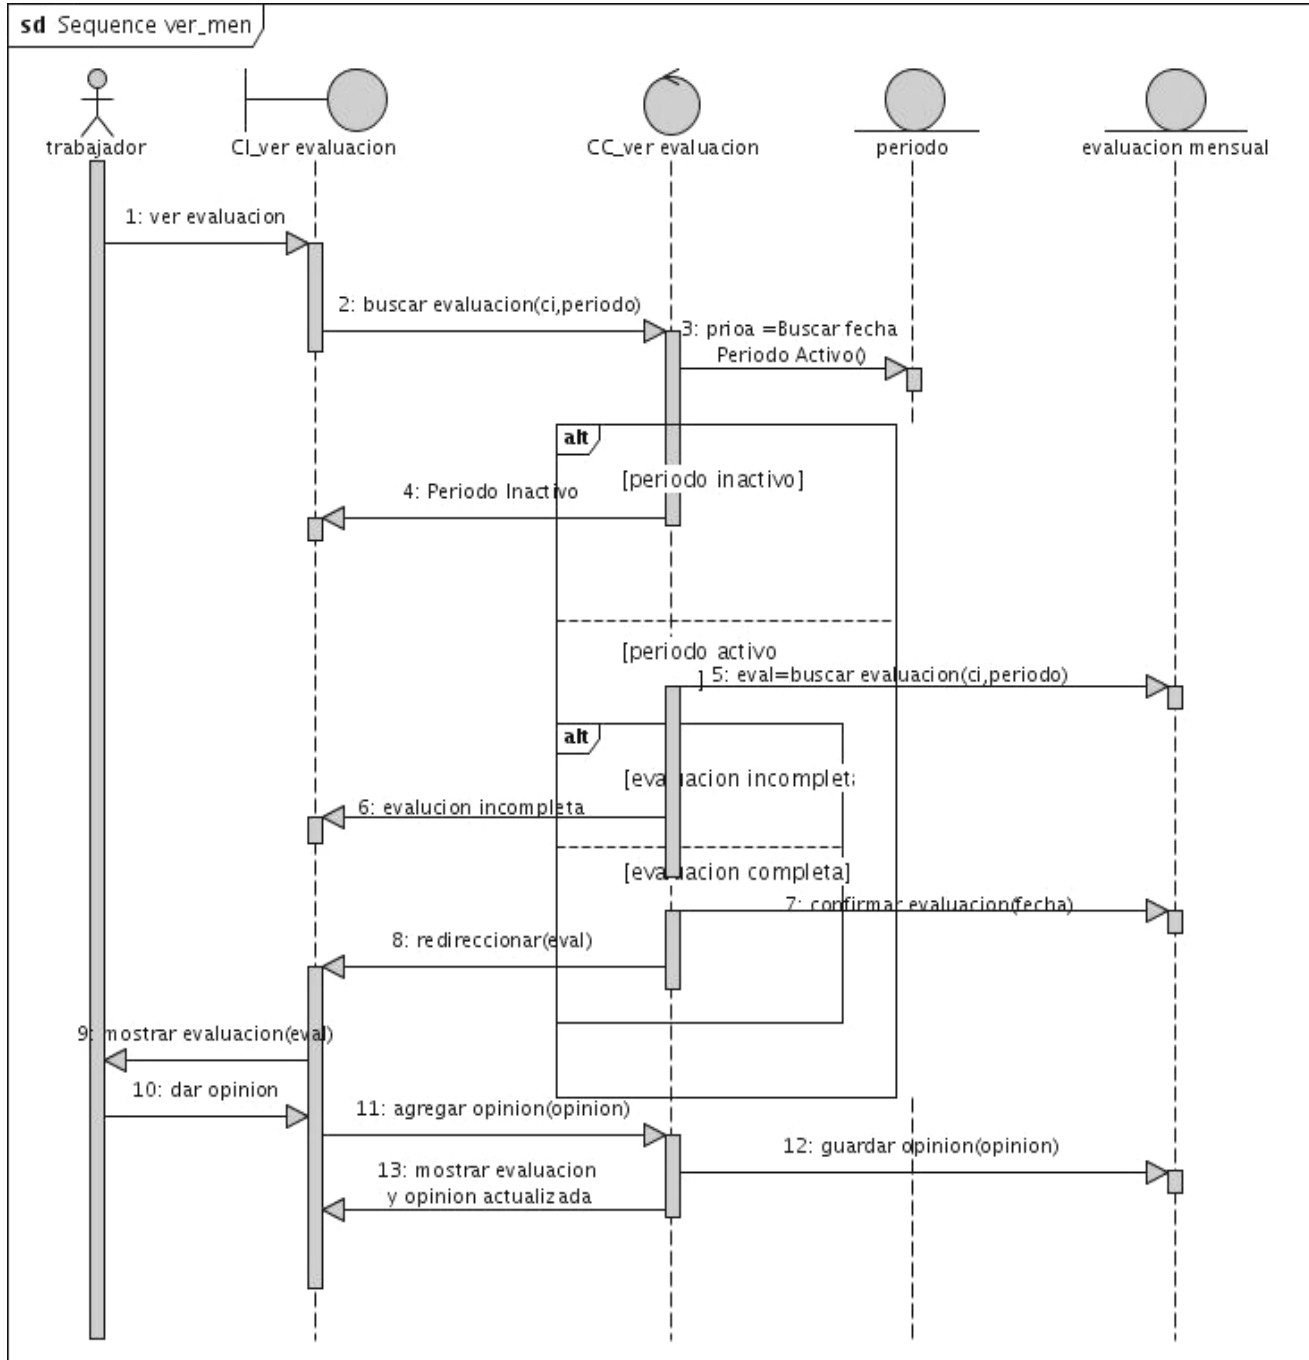 sd Sequence ver_men
trabajador
CI_ver evaluacion
CC_ver evaluacion
periodo
evaluacion mensual
1: ver evaluacion
2: buscar evaluacion(ci,periodo)
3: prioa =Buscar fecha
Periodo Activo()
alt
[periodo inactivo]
4: Periodo Inactivo
[periodo activo
]
5: eval=buscar evaluacion(ci,periodo)
alt
[evaluacion incompleta
6: evalucion incompleta
[evaluacion completa]
7: confirmar evaluacion(fecha)
8: redireccionar(eval)
9: mostrar evaluacion(eval)
10: dar opinion
11: agregar opinion(opinion)
12: guardar opinion(opinion)
13: mostrar evaluacion
y opinion actualizada